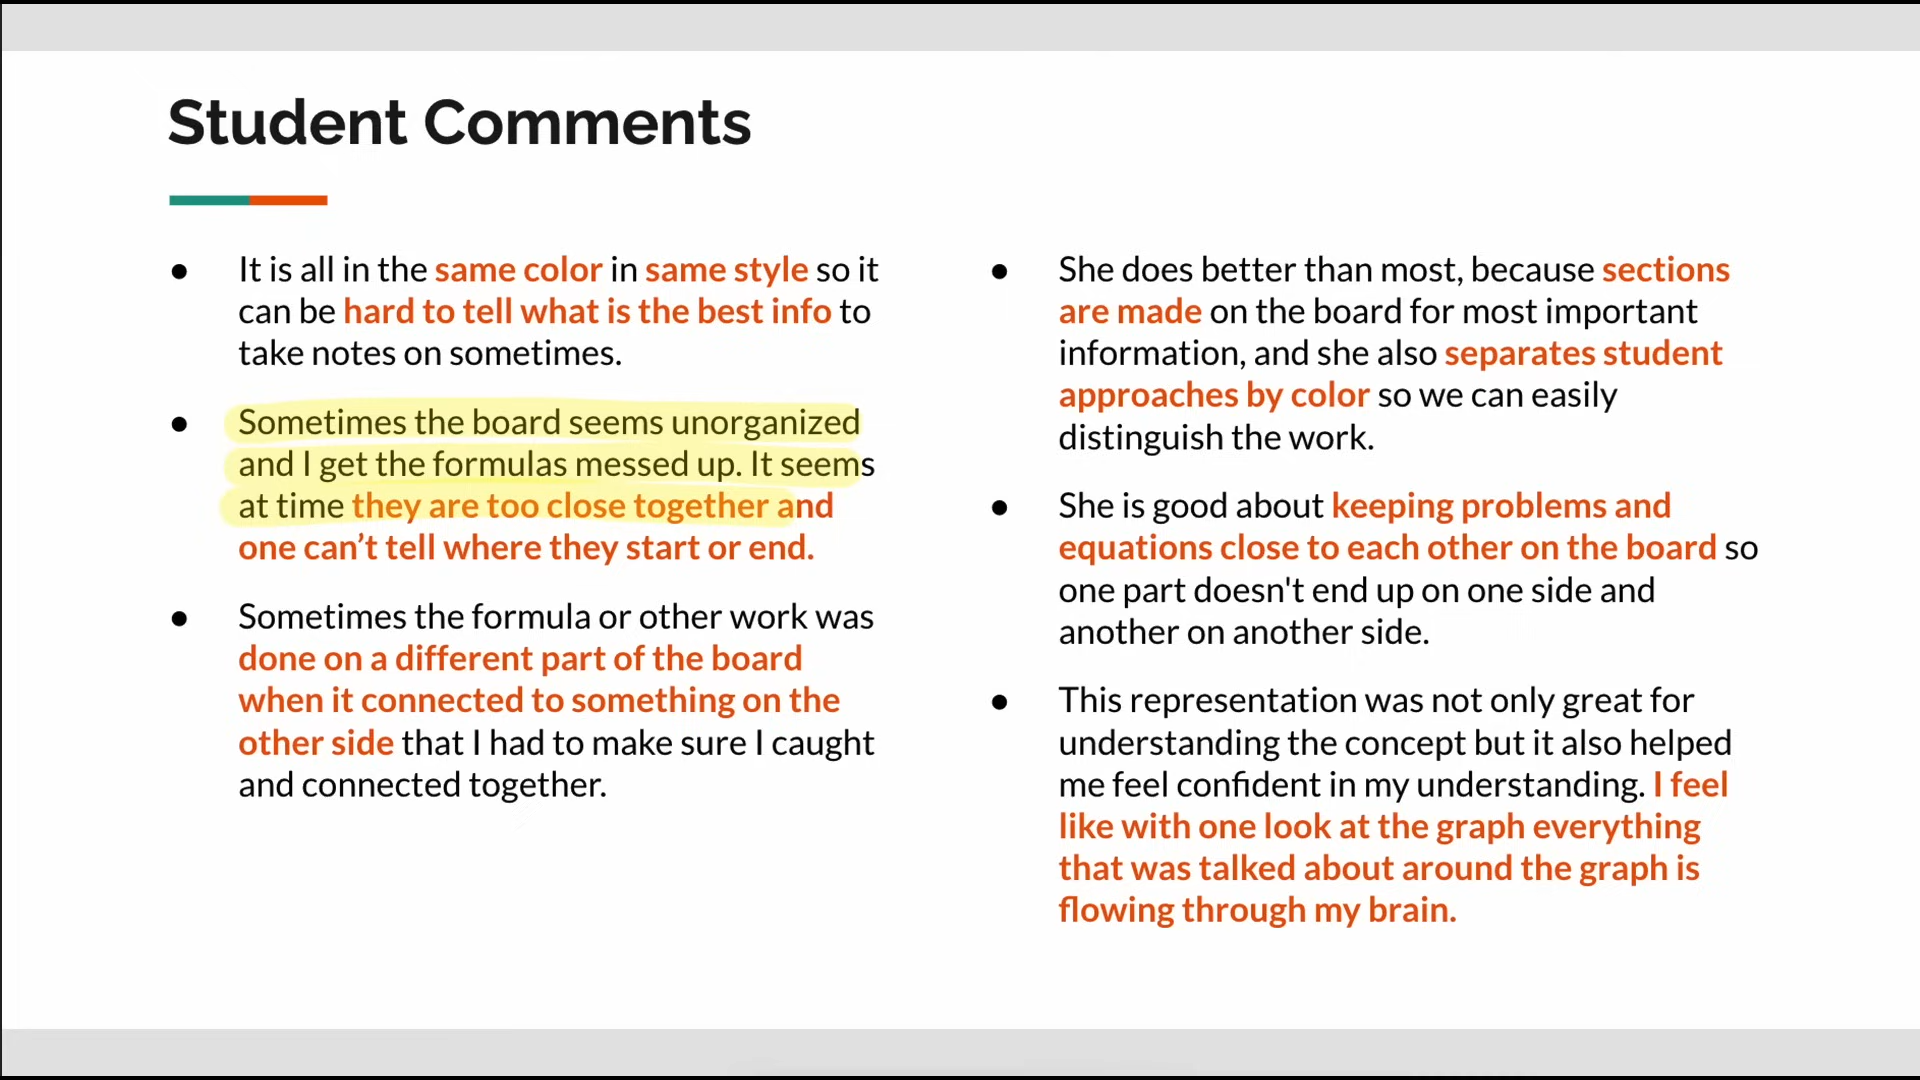 Student Comments
● It is all in the same color in same style so it
can be hard to tell what is the best info to
take notes on sometimes.
● Sometimes the board seems unorganized
and I get the formulas messed up. It seems
at time they are too close together and
one can’t tell where they start or end.
● Sometimes the formula or other work was
done on a different part of the board
when it connected to something on the
other side that I had to make sure I caught
and connected together.
● She does better than most, because sections
are made on the board for most important
information, and she also separates student
approaches by color so we can easily
distinguish the work.
● She is good about keeping problems and
equations close to each other on the board so
one part doesn't end up on one side and
another on another side.
● This representation was not only great for
understanding the concept but it also helped
me feel confident in my understanding. I feel
like with one look at the graph everything
that was talked about around the graph is
flowing through my brain.